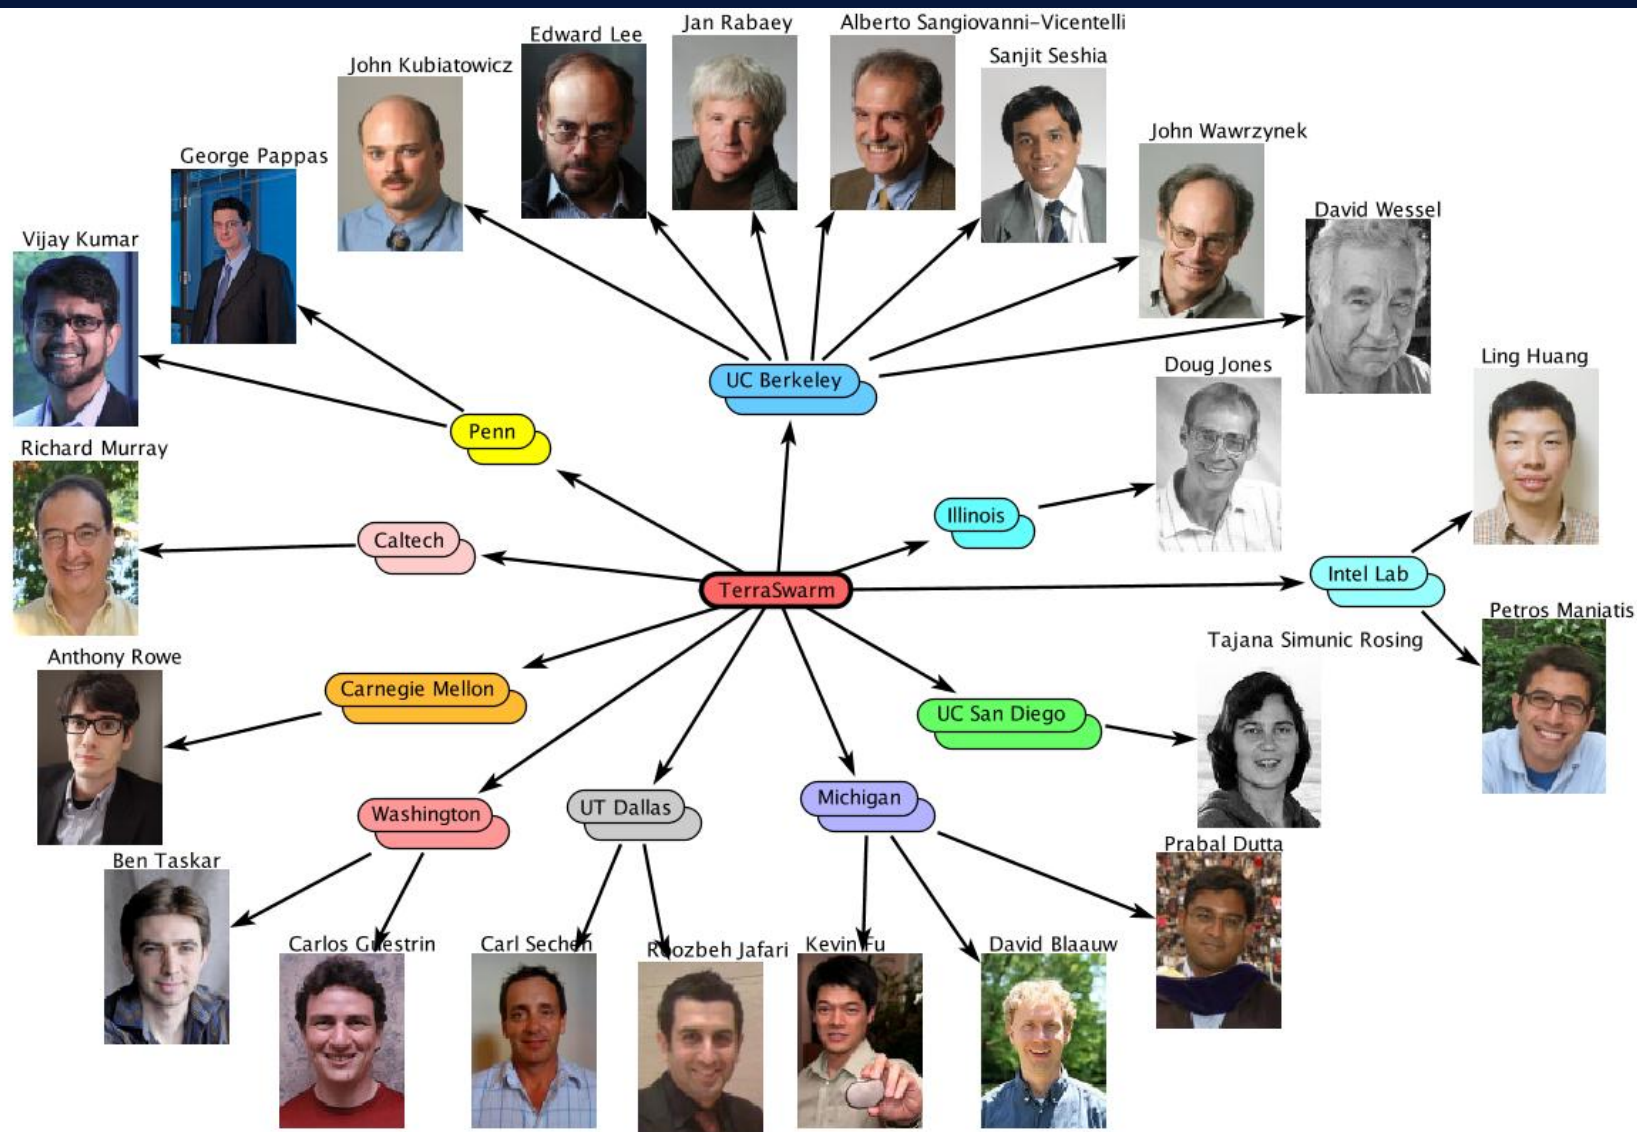 Jan Rabaey
Alberto Sangiovanni-Vicentelli
Edward Lee
Sanjit Seshia
John Kubiatowicz
John Wawrzynek
George Pappas
David Wessel
Vijay Kumar
Ling Huang
Doug Jones
UC Berkeley
Penn
Richard Murray
Illinois
Caltech
Intel Lab
TerraSwarm
Petros Maniatis
Tajana Simunic Rosing
Anthony Rowe
Carnegie Mellon
UC San Diego
Michigan
UT Dallas
Washington
Prabal Dutta
Ben Taskar
Carlos Guestrin
Carl Sechen
Roozbeh Jafari
Kevin Fu
David Blaauw